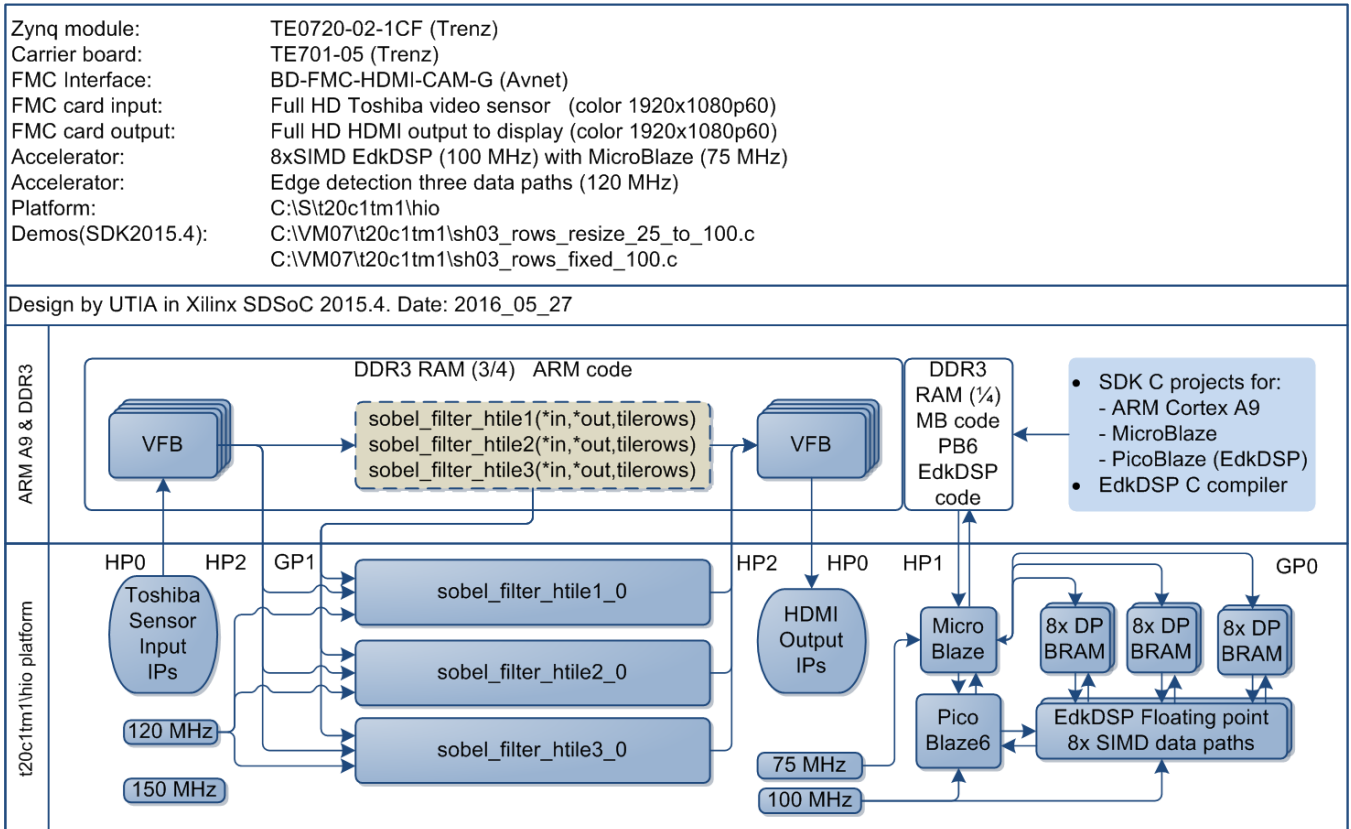 Zynq module: TE0720-02-1CF (Trenz)
Carrier board: TE701-05 (Trenz)
FMC Interface: BD-FMC-HDMI-CAM-G (Avnet)
FMC card input: Full HD Toshiba video sensor (color 1920x1080p60)
FMC card output: Full HD HDMI output to display (color 1920x1080p60)
Accelerator: 8xSIMD EdkDSP (100 MHz) with MicroBlaze (75 MHz)
Accelerator: Edge detection three data paths (120 MHz)
Platform: C:\S\t20c1tm1\hio
Demos(SDK2015.4): C:\VM07\t20c1tm1\sh03_rows_resize_25_to_100.c
C:\VM07\t20c1tm1\sh03_rows_fixed_100.c
Design by UTIA in Xilinx SDSoC 2015.4. Date: 2016_05_27
ARM A9 & DDR3
DDR3 RAM (3/4) ARM code
VFB
sobel_filter_htile1(*in,*out,tilerows)
sobel_filter_htile2(*in,*out,tilerows)
sobel_filter_htile3(*in,*out,tilerows)
VFB
DDR3
RAM (¼)
MB code
PB6
EdkDSP
code
• SDK C projects for:
- ARM Cortex A9
- MicroBlaze
- PicoBlaze (EdkDSP)
• EdkDSP C compiler
t20c1tm1\hio platform
HP0
HP2
GP1
HP2
HP0
HP1
GP0
Toshiba
Sensor
Input
IPs
120 MHz
150 MHz
sobel_filter_htile1_0
sobel_filter_htile2_0
sobel_filter_htile3_0
HDMI
Output
IPs
75 MHz
100 MHz
Micro
Blaze
Pico
Blaze6
8x DP
BRAM
8x DP
BRAM
8x DP
BRAM
EdkDSP Floating point
8x SIMD data paths